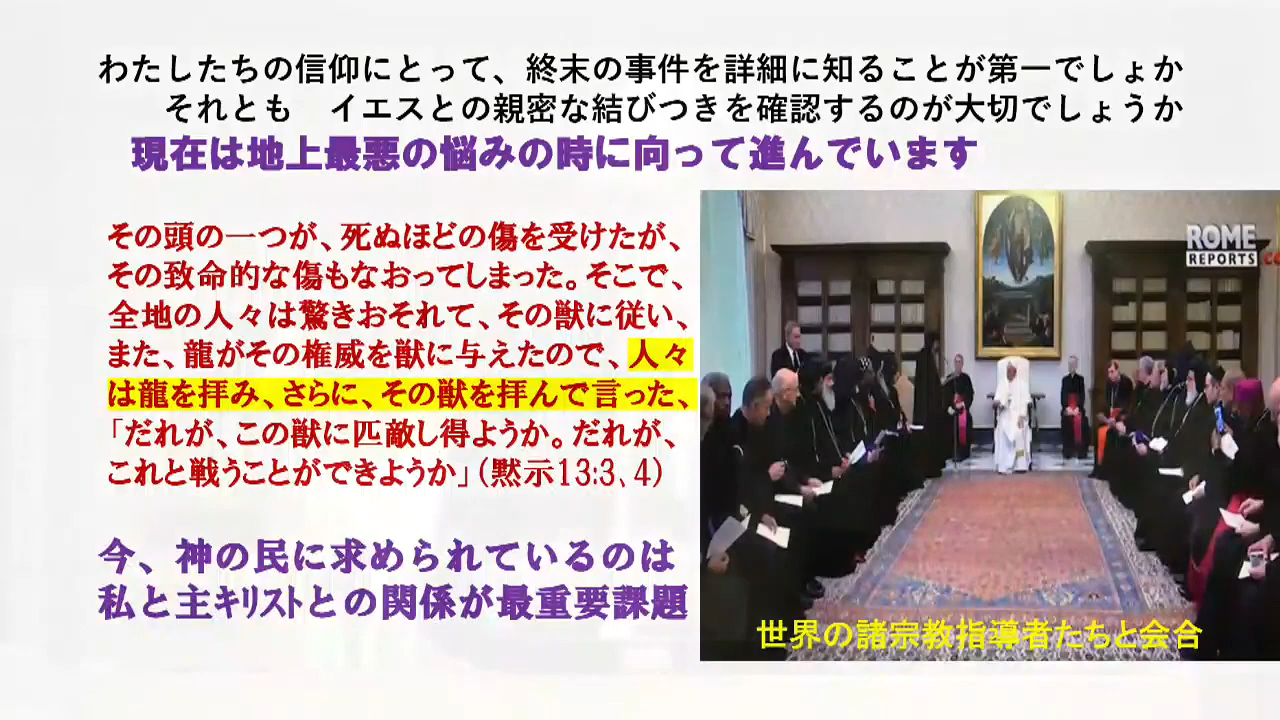 わたしたちの信仰にとって、終末の事件を詳細に知ることが第一でしょか
それとも　イエスとの親密な結びつきを確認するのが大切でしょうか
現在は地上最悪の悩みの時に向って進んでいます
その頭の一つが、死ぬほどの傷を受けたが、
その致命的な傷もなおってしまった。そこで、
全地の人々は驚きおそれて、その獣に従い、
また、龍がその権威を獣に与えたので、人々
は龍を拝み、さらに、その獣を拝んで言った、
「だれが、この獣に匹敵し得ようか。だれが、
これと戦うことができようか」（黙示13:3、4）
今、神の民に求められているのは
私と主ｷﾘｽﾄとの関係が最重要課題
ROME
REPORTS.co
世界の諸宗教指導者たちと会合